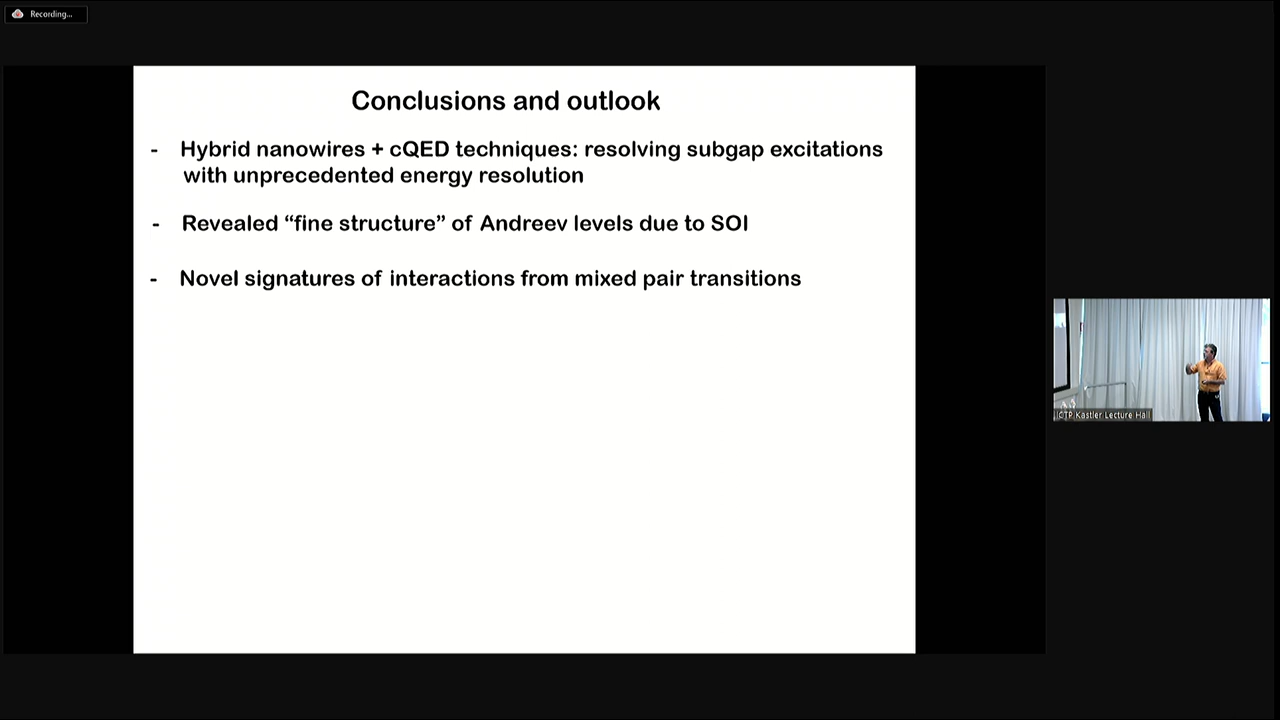 Recording...
Conclusions and outlook
- Hybrid nanowires + cQED techniques: resolving subgap excitations
with unprecedented energy resolution
- Revealed “fine structure” of Andreev levels due to SOI
- Novel signatures of interactions from mixed pair transitions
ICTP Kastler Lecture Hall